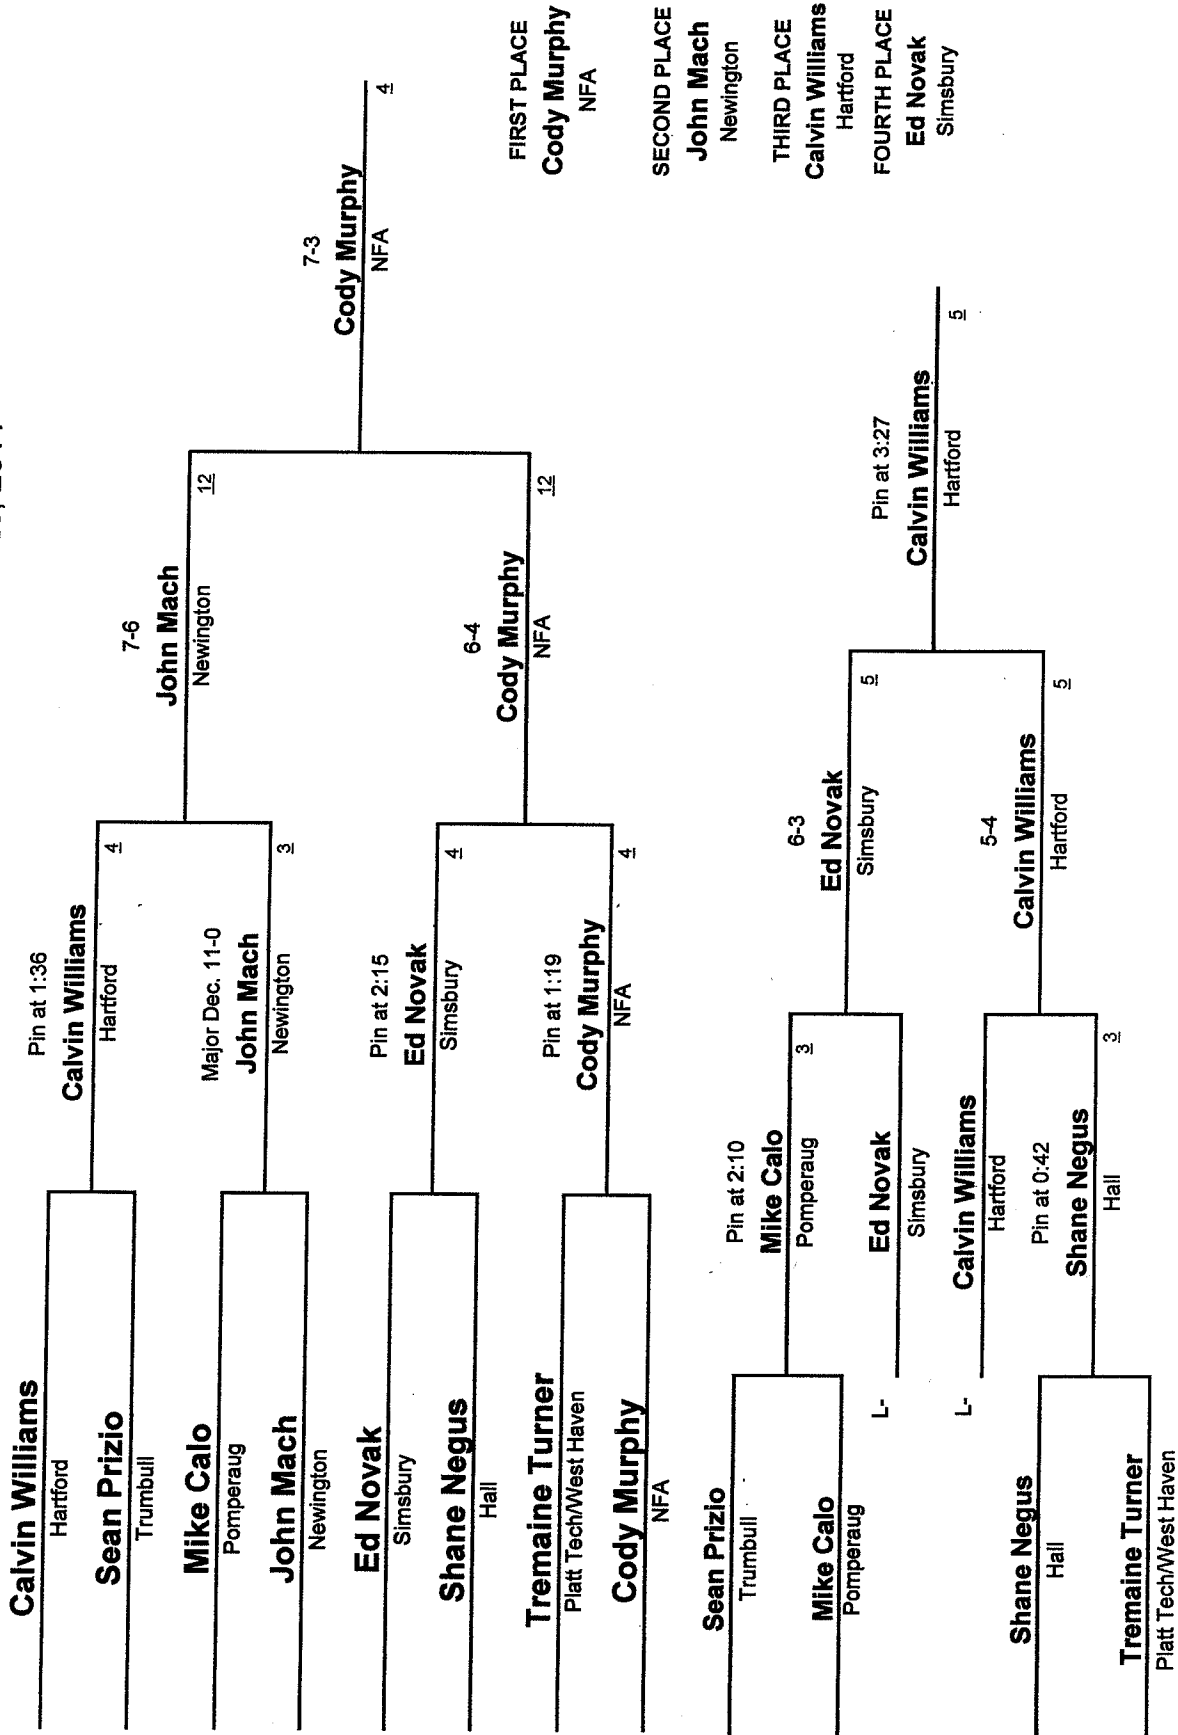 Calvin Williams
Hartford
Sean Prizio
Trumbull
Mike Calo
Pomperaug
John Mach
Newington
Ed Novak
Simsbury
Shane Negus
Hall
Tremaine Turner
Platt Tech/West Haven
Cody Murphy
NFA
Pin at 1:36
Calvin Williams
Hartford
4
Major Dec. 11-0
John Mach
Newington
3
Pin at 2:15
Ed Novak
Simsbury
4
Pin at 1:19
Cody Murphy
NFA
4
7-6
John Mach
Newington
12
6-4
Cody Murphy
NFA
12
7-3
Cody Murphy
NFA
4
FIRST PLACE
Cody Murphy
NFA
SECOND PLACE
John Mach
Newington
THIRD PLACE
Calvin Williams
Hartford
FOURTH PLACE
Ed Novak
Simsbury
Sean Prizio
Trumbull
Mike Calo
Pomperaug
L-
L-
Shane Negus
Hall
Tremaine Turner
Platt Tech/West Haven
Pin at 2:10
Mike Calo
Pomperaug
3
Ed Novak
Simsbury
Calvin Williams
Hartford
Pin at 0:42
Shane Negus
Hall
3
6-3
Ed Novak
Simsbury
5
5-4
Calvin Williams
Hartford
5
Pin at 3:27
Calvin Williams
Hartford
5